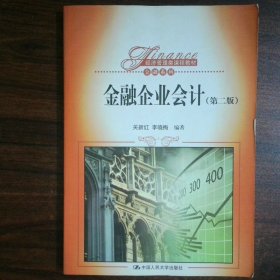 Finance
经济管理类课程教材
金融系列
金融企业会计(第二版)
关新红 李晓梅 编著
400
300
中国人民大学出版社